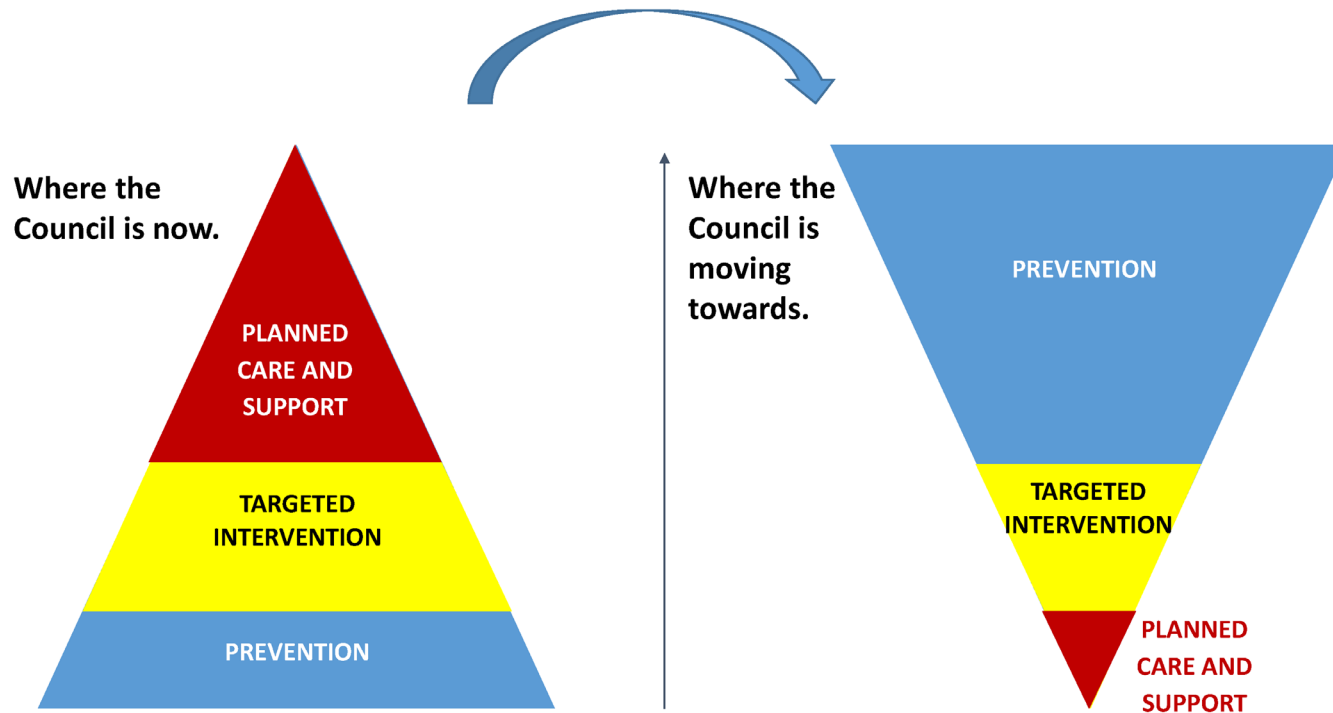 Where the
Council is now.
PLANNED
CARE AND
SUPPORT
TARGETED
INTERVENTION
PREVENTION
Where the
Council is
moving
towards.
PREVENTION
TARGETED
INTERVENTION
PLANNED
CARE AND
SUPPORT